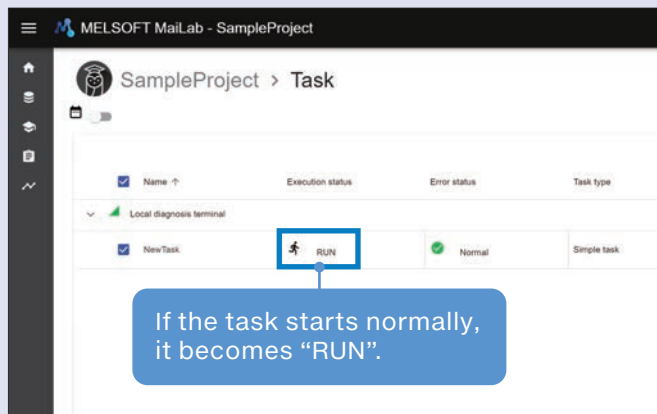 MELSOFT MaiLab - SampleProject
SampleProject > Task
Name ↑ Execution status Error status Task type
Local diagnosis terminal
NewTask RUN Normal Simple task
If the task starts normally,
it becomes “RUN”.